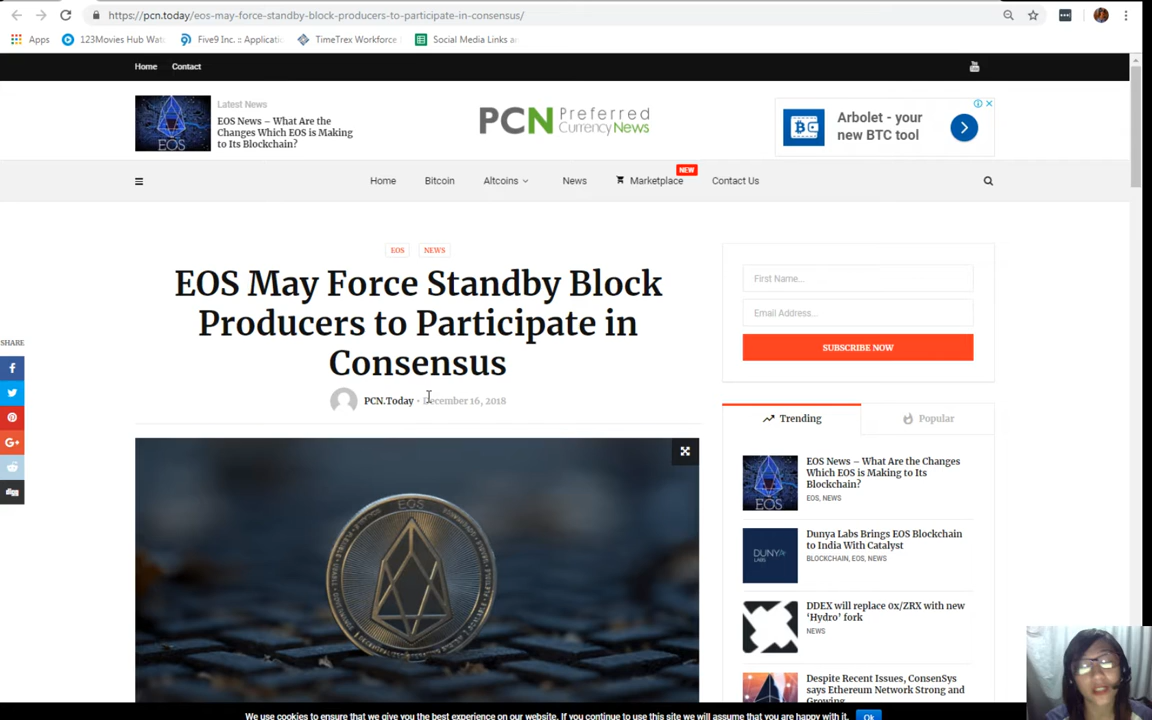 https://pcn.today/eos-may-force-standby-block-producers-to-participate-in-consensus/
Apps
123Movies Hub Wat
Five9 Inc. :: Applicati
TimeTrex Workforce
Social Media Links a
Home
Contact
Latest News
EOS News – What Are the
Changes Which EOS is Making
to Its Blockchain?
EOS
PCN Preferred
Currency News
Arbolet - your
new BTC tool
Home
Bitcoin
Altcoins
News
Marketplace
NEW
Contact Us
EOS
NEWS
EOS May Force Standby Block
Producers to Participate in
Consensus
PCN.Today - December 16, 2018
SHARE
EOS
First Name...
Email Address...
SUBSCRIBE NOW
Trending
Popular
EOS News – What Are the Changes
Which EOS is Making to Its
Blockchain?
EOS, NEWS
EOS
Dunya Labs Brings EOS Blockchain
to India With Catalyst
BLOCKCHAIN, EOS, NEWS
DUNYA
LABS
DDEX will replace 0x/ZRX with new
'Hydro' fork
NEWS
Despite Recent Issues, ConsenSys
says Ethereum Network Strong and
Growing
We use cookies to ensure that we give you the best experience on our website. If you continue to use this site we will assume that you are happy with it.
Ok